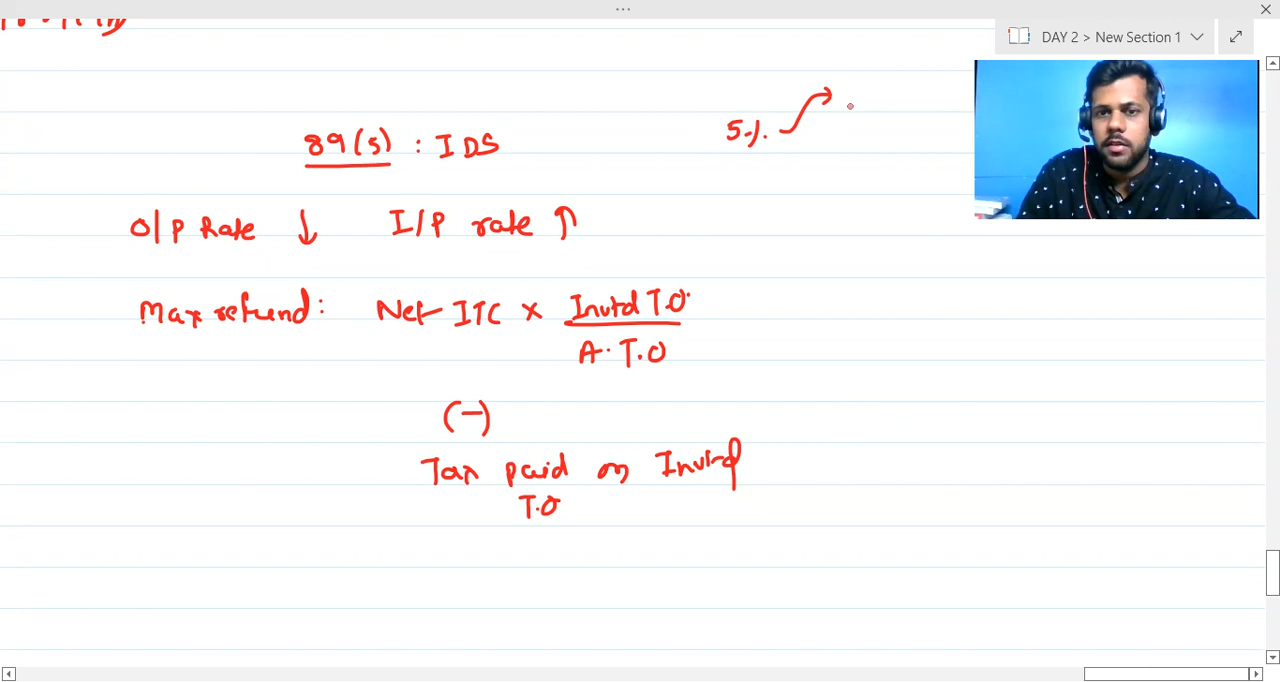 DAY 2 > New Section 1
5%.
89(5) : IDS
O/P Rate ↓ I/P rate ↑
Max refund : Net ITC x Invtd T.O.
A. T.O
(-)
Tax paid on Invtd
T.O